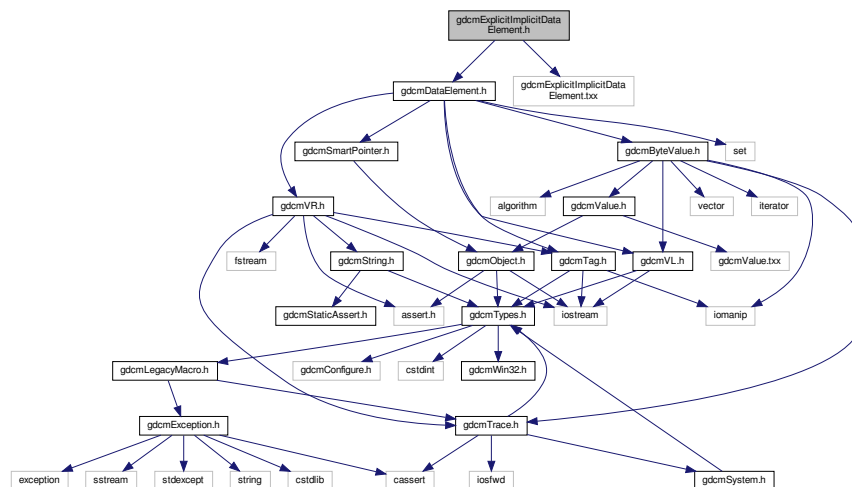 gdcmExplicitImplicitData
Element.h
gdcmDataElement.h
gdcmExplicitImplicitData
Element.txx
gdcmSmartPointer.h
gdcmByteValue.h
set
gdcmVR.h
algorithm
gdcmValue.h
vector
iterator
fstream
gdcmString.h
gdcmObject.h
gdcmTag.h
gdcmVL.h
gdcmValue.txx
gdcmStaticAssert.h
assert.h
gdcmTypes.h
iostream
iomanip
gdcmLegacyMacro.h
gdcmConfigure.h
cstdint
gdcmWin32.h
gdcmException.h
gdcmTrace.h
exception
sstream
stdexcept
string
cstdlib
cassert
iosfwd
gdcmSystem.h